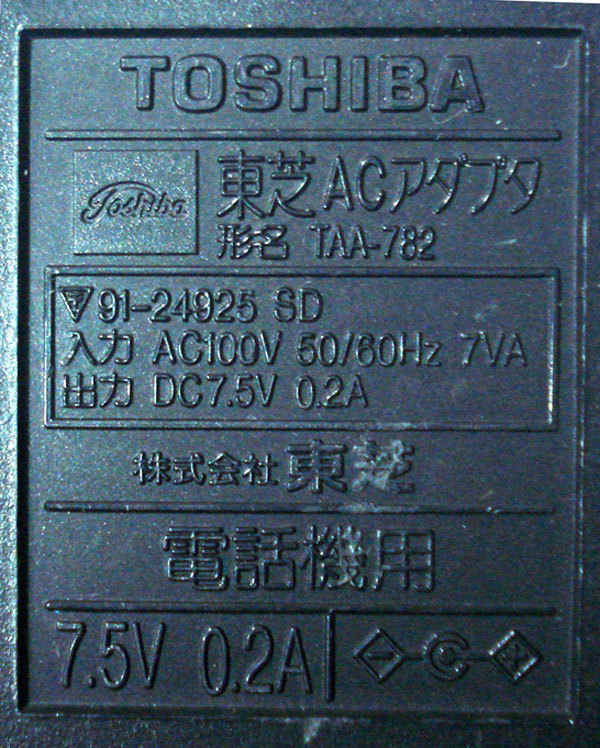 TOSHIBA
Toshiba
東芝ACアダプタ
形名 TAA-782
91-24925 SD
入力 AC100V 50/60Hz 7VA
出力 DC7.5V 0.2A
株式会社 東芝
電話機用
7.5V 0.2A